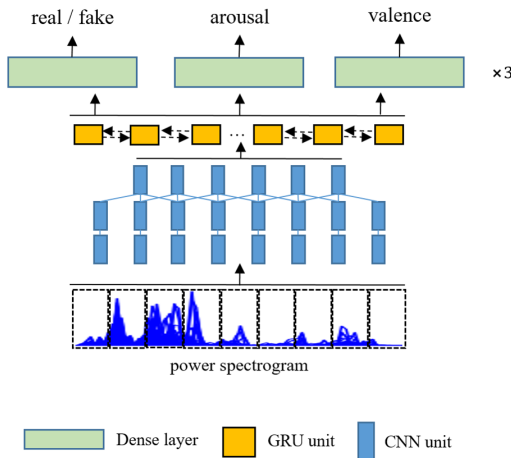 real / fake arousal valence
×3
...
power spectrogram
Dense layer GRU unit CNN unit